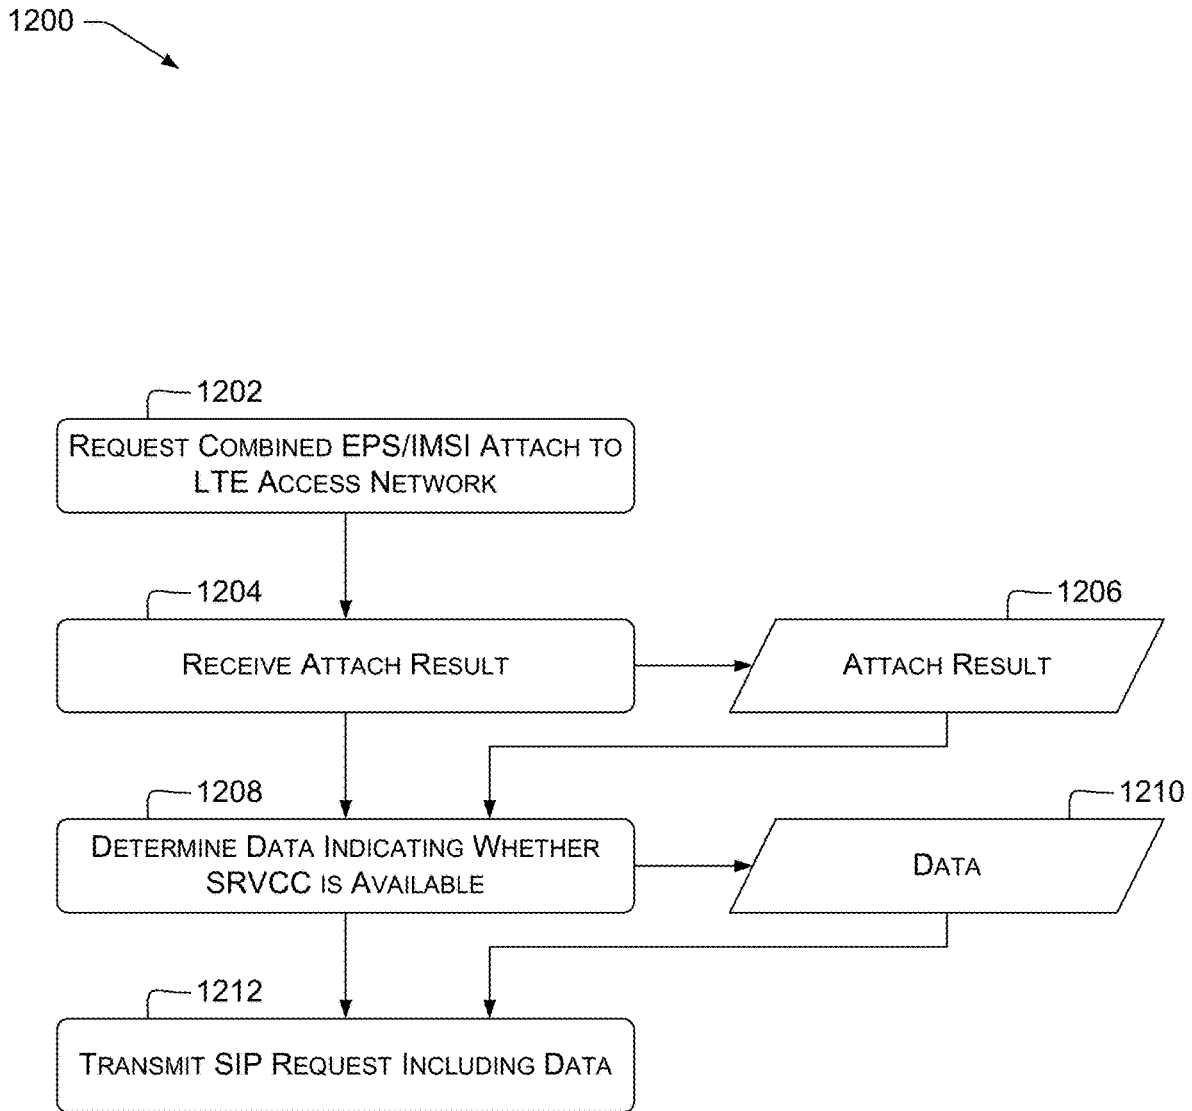 1200
1202
REQUEST COMBINED EPS/IMSI ATTACH TO
LTE ACCESS NETWORK
1204
1206
RECEIVE ATTACH RESULT
ATTACH RESULT
1208
1210
DETERMINE DATA INDICATING WHETHER
SRVCC IS AVAILABLE
DATA
1212
TRANSMIT SIP REQUEST INCLUDING DATA